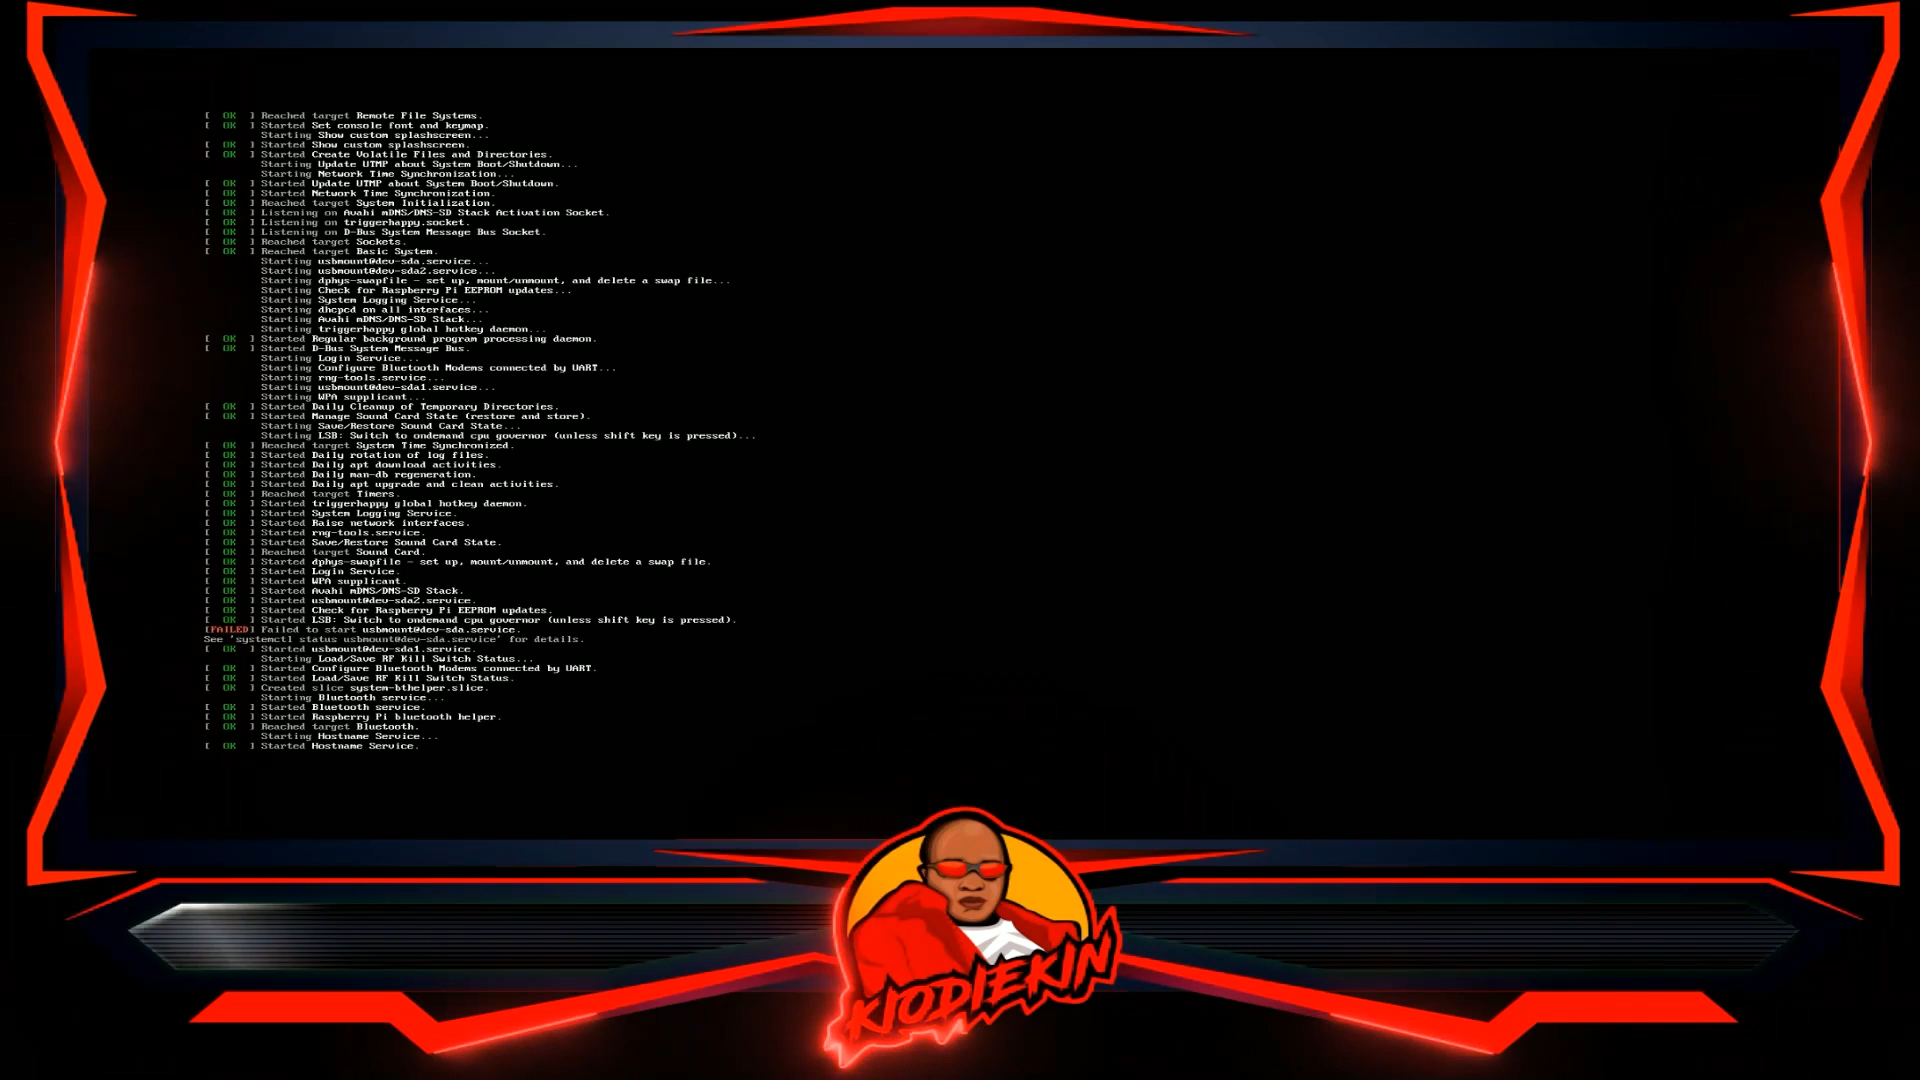 [  OK  ] Reached target Remote File Systems.
[  OK  ] Started Set console font and keymap.
Starting Show custom splashscreen...
[  OK  ] Started Show custom splashscreen.
[  OK  ] Started Create Volatile Files and Directories.
Starting Update UTMP about System Boot/Shutdown...
Starting Network Time Synchronization...
[  OK  ] Started Update UTMP about System Boot/Shutdown.
[  OK  ] Started Network Time Synchronization.
[  OK  ] Reached target System Initialization.
[  OK  ] Listening on Avahi mDNS/DNS-SD Stack Activation Socket.
[  OK  ] Listening on triggerhappy.socket.
[  OK  ] Listening on D-Bus System Message Bus Socket.
[  OK  ] Reached target Sockets.
[  OK  ] Reached target Basic System.
Starting usbmount@dev-sda.service...
Starting usbmount@dev-sda2.service...
Starting dphys-swapfile - set up, mount/unmount, and delete a swap file...
Starting Check for Raspberry Pi EEPROM updates...
Starting System Logging Service...
Starting dhcpcd on all interfaces...
Starting Avahi mDNS/DNS-SD Stack...
Starting triggerhappy global hotkey daemon...
[  OK  ] Started Regular background program processing daemon.
[  OK  ] Started D-Bus System Message Bus.
Starting Login Service...
Starting Configure Bluetooth Modems connected by UART...
Starting rng-tools.service...
Starting usbmount@dev-sda1.service...
Starting WPA supplicant...
[  OK  ] Started Daily Cleanup of Temporary Directories.
[  OK  ] Started Manage Sound Card State (restore and store).
Starting Save/Restore Sound Card State...
Starting LSB: Switch to ondemand cpu governor (unless shift key is pressed)...
[  OK  ] Reached target System Time Synchronized.
[  OK  ] Started Daily rotation of log files.
[  OK  ] Started Daily apt download activities.
[  OK  ] Started Daily man-db regeneration.
[  OK  ] Started Daily apt upgrade and clean activities.
[  OK  ] Reached target Timers.
[  OK  ] Started triggerhappy global hotkey daemon.
[  OK  ] Started System Logging Service.
[  OK  ] Started Raise network interfaces.
[  OK  ] Started rng-tools.service.
[  OK  ] Started Save/Restore Sound Card State.
[  OK  ] Reached target Sound Card.
[  OK  ] Started dphys-swapfile - set up, mount/unmount, and delete a swap file.
[  OK  ] Started Login Service.
[  OK  ] Started WPA supplicant.
[  OK  ] Started Avahi mDNS/DNS-SD Stack.
[  OK  ] Started usbmount@dev-sda2.service.
[  OK  ] Started Check for Raspberry Pi EEPROM updates.
[  OK  ] Started LSB: Switch to ondemand cpu governor (unless shift key is pressed).
[FAILED] Failed to start usbmount@dev-sda.service.
See 'systemctl status usbmount@dev-sda.service' for details.
[  OK  ] Started usbmount@dev-sda1.service.
Starting Load/Save RF Kill Switch Status...
[  OK  ] Started Configure Bluetooth Modems connected by UART.
[  OK  ] Started Load/Save RF Kill Switch Status.
[  OK  ] Created slice system-bthelper.slice.
Starting Bluetooth service...
[  OK  ] Started Bluetooth service.
[  OK  ] Started Raspberry Pi bluetooth helper.
[  OK  ] Reached target Bluetooth.
Starting Hostname Service...
[  OK  ] Started Hostname Service.
KIODIEKIN